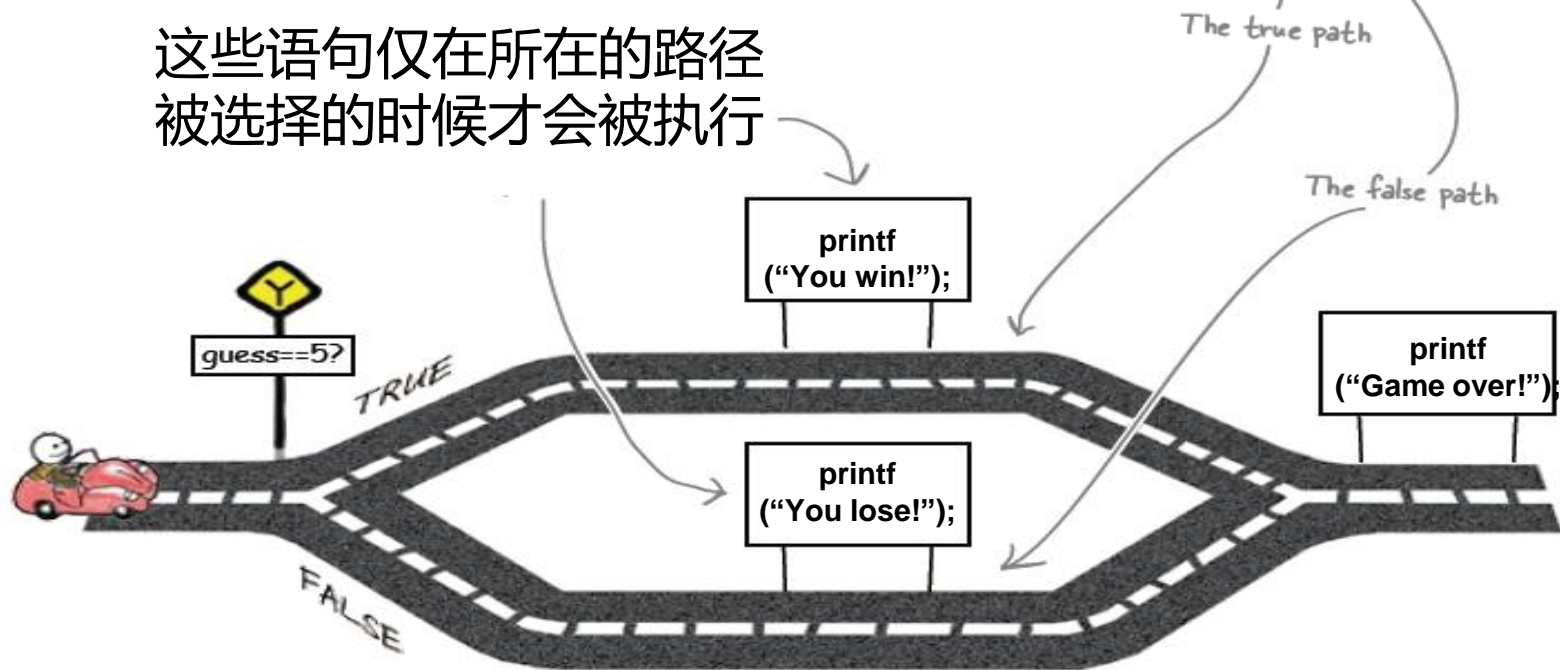 这些语句仅在所在的路径
被选择的时候才会被执行
The true path
The false path
printf
(“You win!”);
guess==5?
TRUE
printf
(“Game over!”);
printf
(“You lose!”);
FALSE